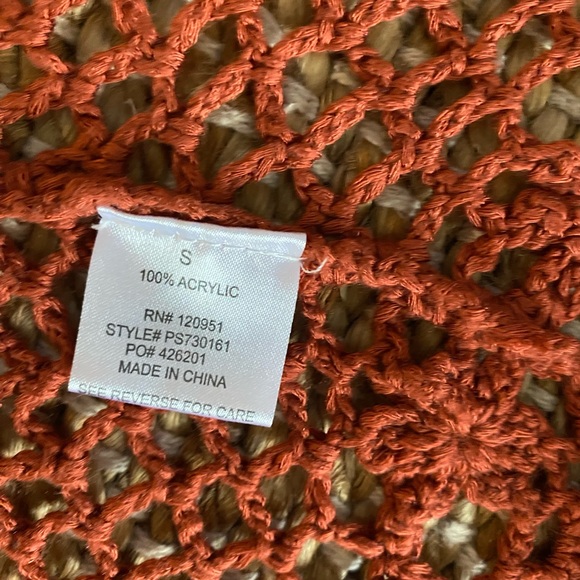 S
100% ACRYLIC
RN# 120951
STYLE# PS730161
PO# 426201
MADE IN CHINA
SEE REVERSE FOR CARE